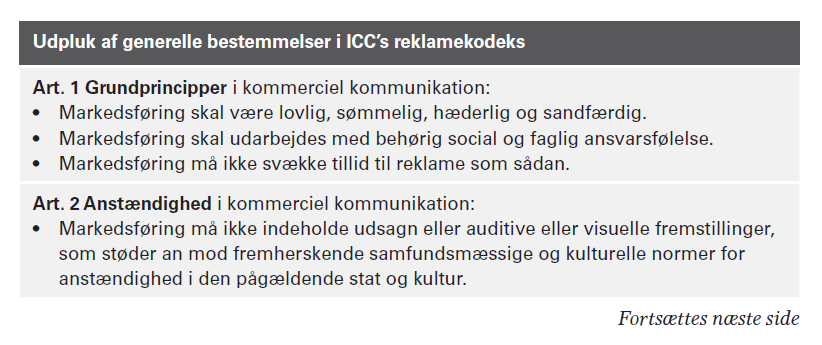 Udpluk af generelle bestemmelser i ICC’s reklamekodeks
Art. 1 Grundprincipper i kommerciel kommunikation:
• Markedsføring skal være lovlig, sømmelig, hæderlig og sandfærdig.
• Markedsføring skal udarbejdes med behørig social og faglig ansvarsfølelse.
• Markedsføring må ikke svække tillid til reklame som sådan.
Art. 2 Anstændighed i kommerciel kommunikation:
• Markedsføring må ikke indeholde udsagn eller auditive eller visuelle fremstillinger,
som støder an mod fremherskende samfundsmæssige og kulturelle normer for
anstændighed i den pågældende stat og kultur.
Fortsættes næste side